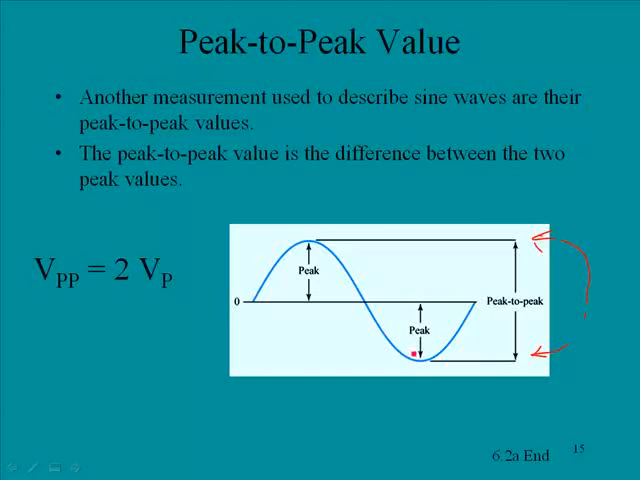 Peak-to-Peak Value
• Another measurement used to describe sine waves are their
peak-to-peak values.
• The peak-to-peak value is the difference between the two
peak values.
VPP = 2 VP
Peak
0
Peak-to-peak
Peak
6.2a End
15